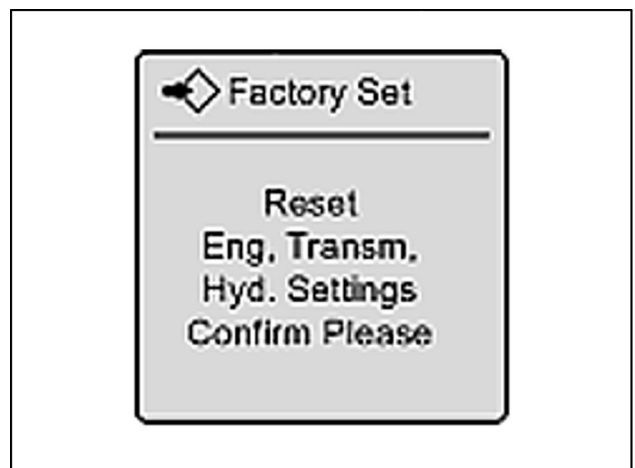 Factory Set
Reset
Eng, Transm,
Hyd. Settings
Confirm Please